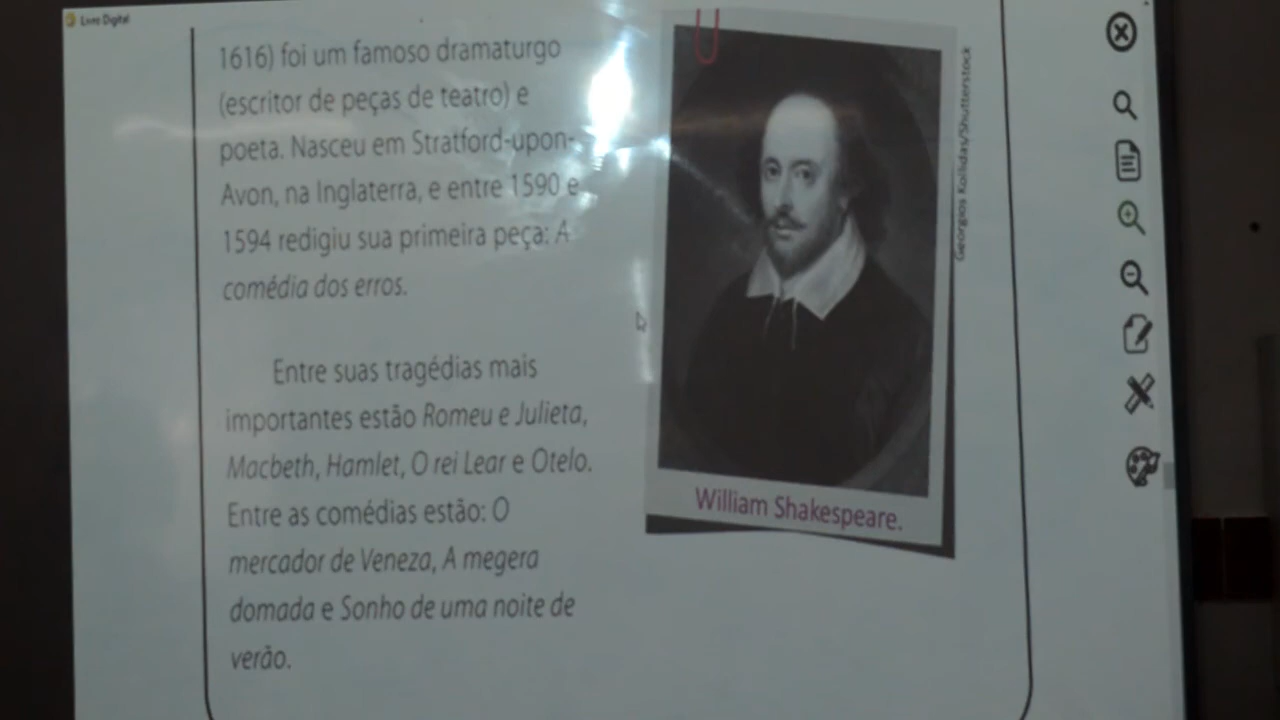 Livro Digital
1616) foi um famoso dramaturgo
(escritor de peças de teatro) e
poeta. Nasceu em Stratford-upon-
Avon, na Inglaterra, e entre 1590 e
1594 redigiu sua primeira peça: A
comédia dos erros.
Entre suas tragédias mais
importantes estão Romeu e Julieta,
Macbeth, Hamlet, O rei Lear e Otelo.
Entre as comédias estão: O
mercador de Veneza, A megera
domada e Sonho de uma noite de
verão.
Georgios Kollidas/Shutterstock
William Shakespeare.